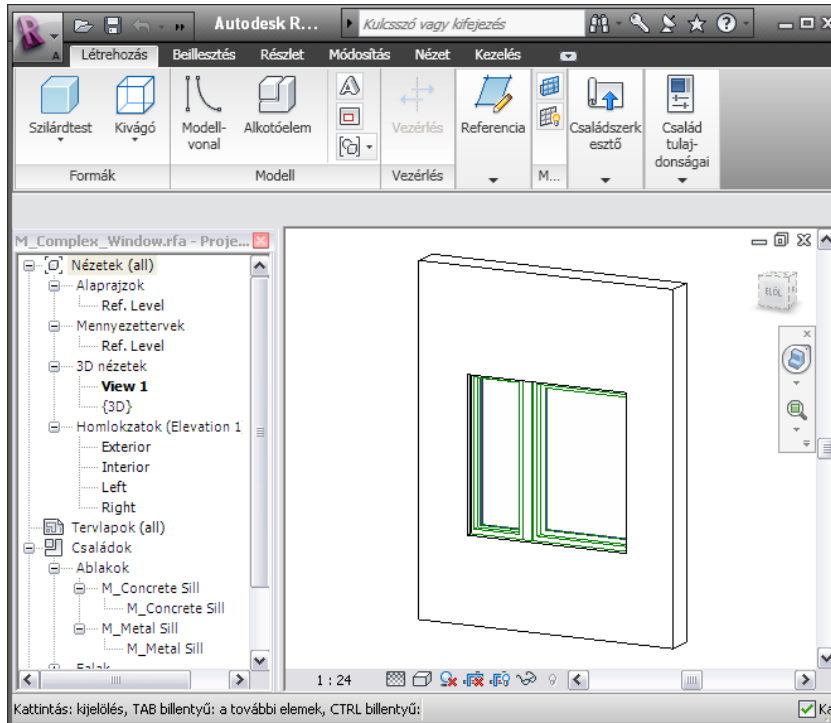 Autodesk R...
Kulcsszó vagy kifejezés
Létrehozás Beillesztés Részlet Módosítás Nézet Kezelés
Szilárdtest
Kivágó
Modell-
vonal
Alkotóelem
Vezérlés
Referencia
Családszerk
esztő
Család
tulaj-
donságai
Formák
Modell
Vezérlés
M...
M_Complex_Window.rfa - Proje...
Nézetek (all)
Alaprajzok
Ref. Level
Mennyezettervek
Ref. Level
3D nézetek
View 1
{3D}
Homlokzatok (Elevation 1
Exterior
Interior
Left
Right
Tervlapok (all)
Családok
Ablakok
M_Concrete Sill
M_Concrete Sill
M_Metal Sill
M_Metal Sill
Falak
ELÖL
1 : 24
Kattintás: kijelölés, TAB billentyű: a további elemek, CTRL billentyű: